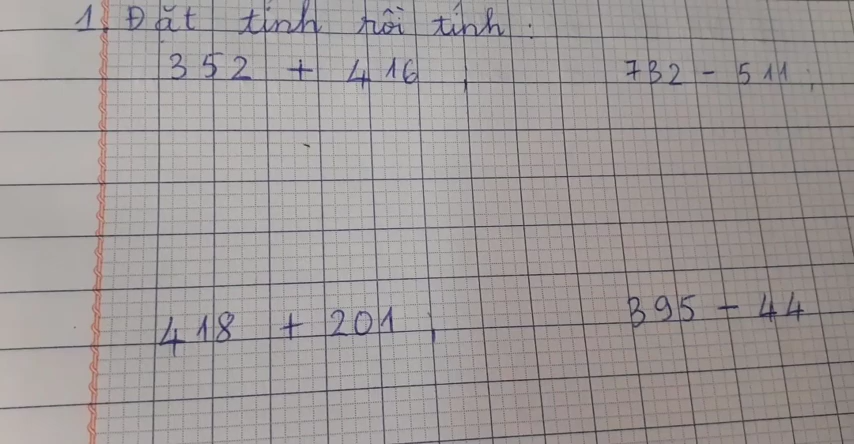 1. Đặt tính rồi tính:
352 + 416 ; 732 - 511 ;
418 + 201 ; 395 - 44